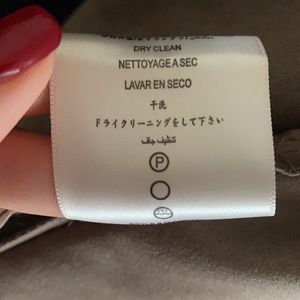 DRY CLEAN
NETTOYAGE A SEC
LAVAR EN SECO
干洗
ドライクリーニングをして下さい
تنظيف جاف
P